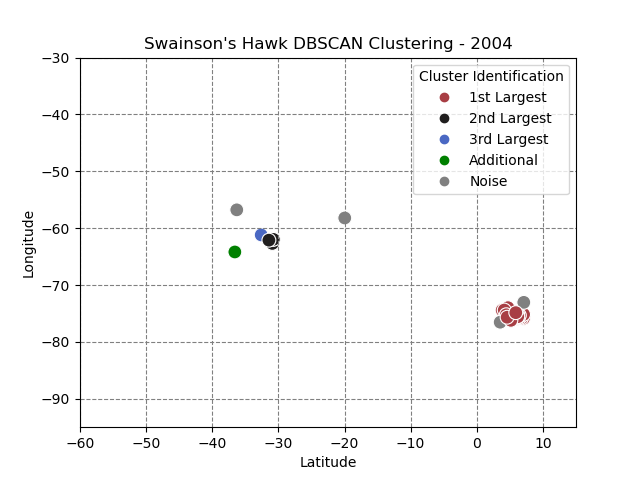 Swainson's Hawk DBSCAN Clustering - 2004
Cluster Identification
1st Largest
2nd Largest
3rd Largest
Additional
Noise
Longitude
−30
−40
−50
−60
−70
−80
−90
−60 −50 −40 −30 −20 −10 0 10
Latitude